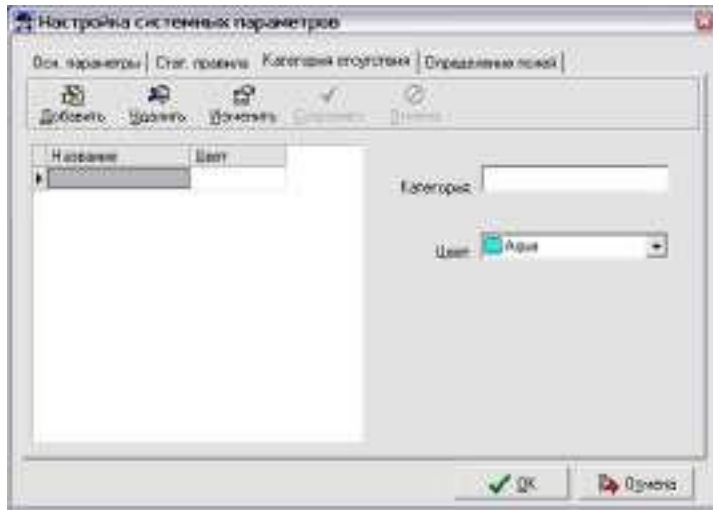 Настройка системных параметров
Осн. параметры Стат. правила Категория отсутствия Определение полей
Добавить Удалить Изменить Сохранить Отмена
Название Цвет
Категория:
Цвет: Aqua
OK Отмена